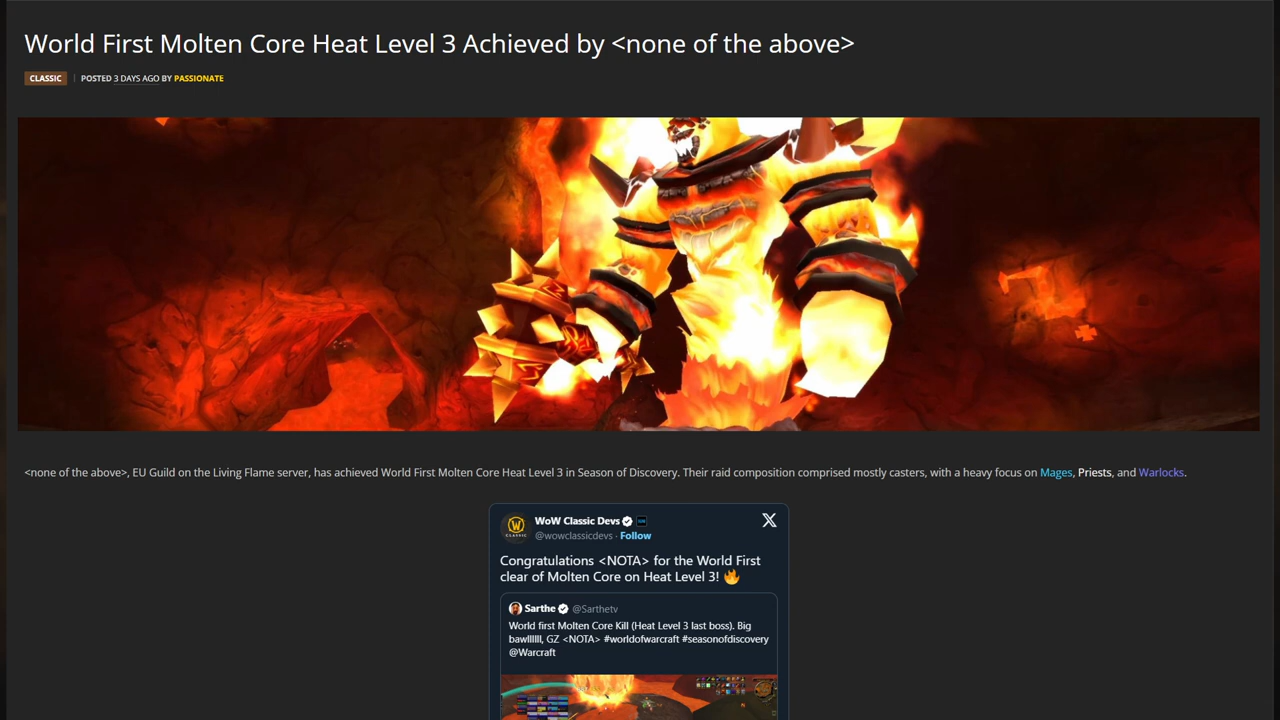 World First Molten Core Heat Level 3 Achieved by <none of the above>
CLASSIC | POSTED 3 DAYS AGO BY PASSIONATE
<none of the above>, EU Guild on the Living Flame server, has achieved World First Molten Core Heat Level 3 in Season of Discovery. Their raid composition comprised mostly casters, with a heavy focus on Mages, Priests, and Warlocks.
WoW Classic Devs
@wowclassicdevs · Follow
Congratulations <NOTA> for the World First
clear of Molten Core on Heat Level 3! 🔥
Sarthe @Sarthetv
World first Molten Core Kill (Heat Level 3 last boss). Big
bawllllll, GZ <NOTA> #worldofwarcraft #seasonofdiscovery
@Warcraft